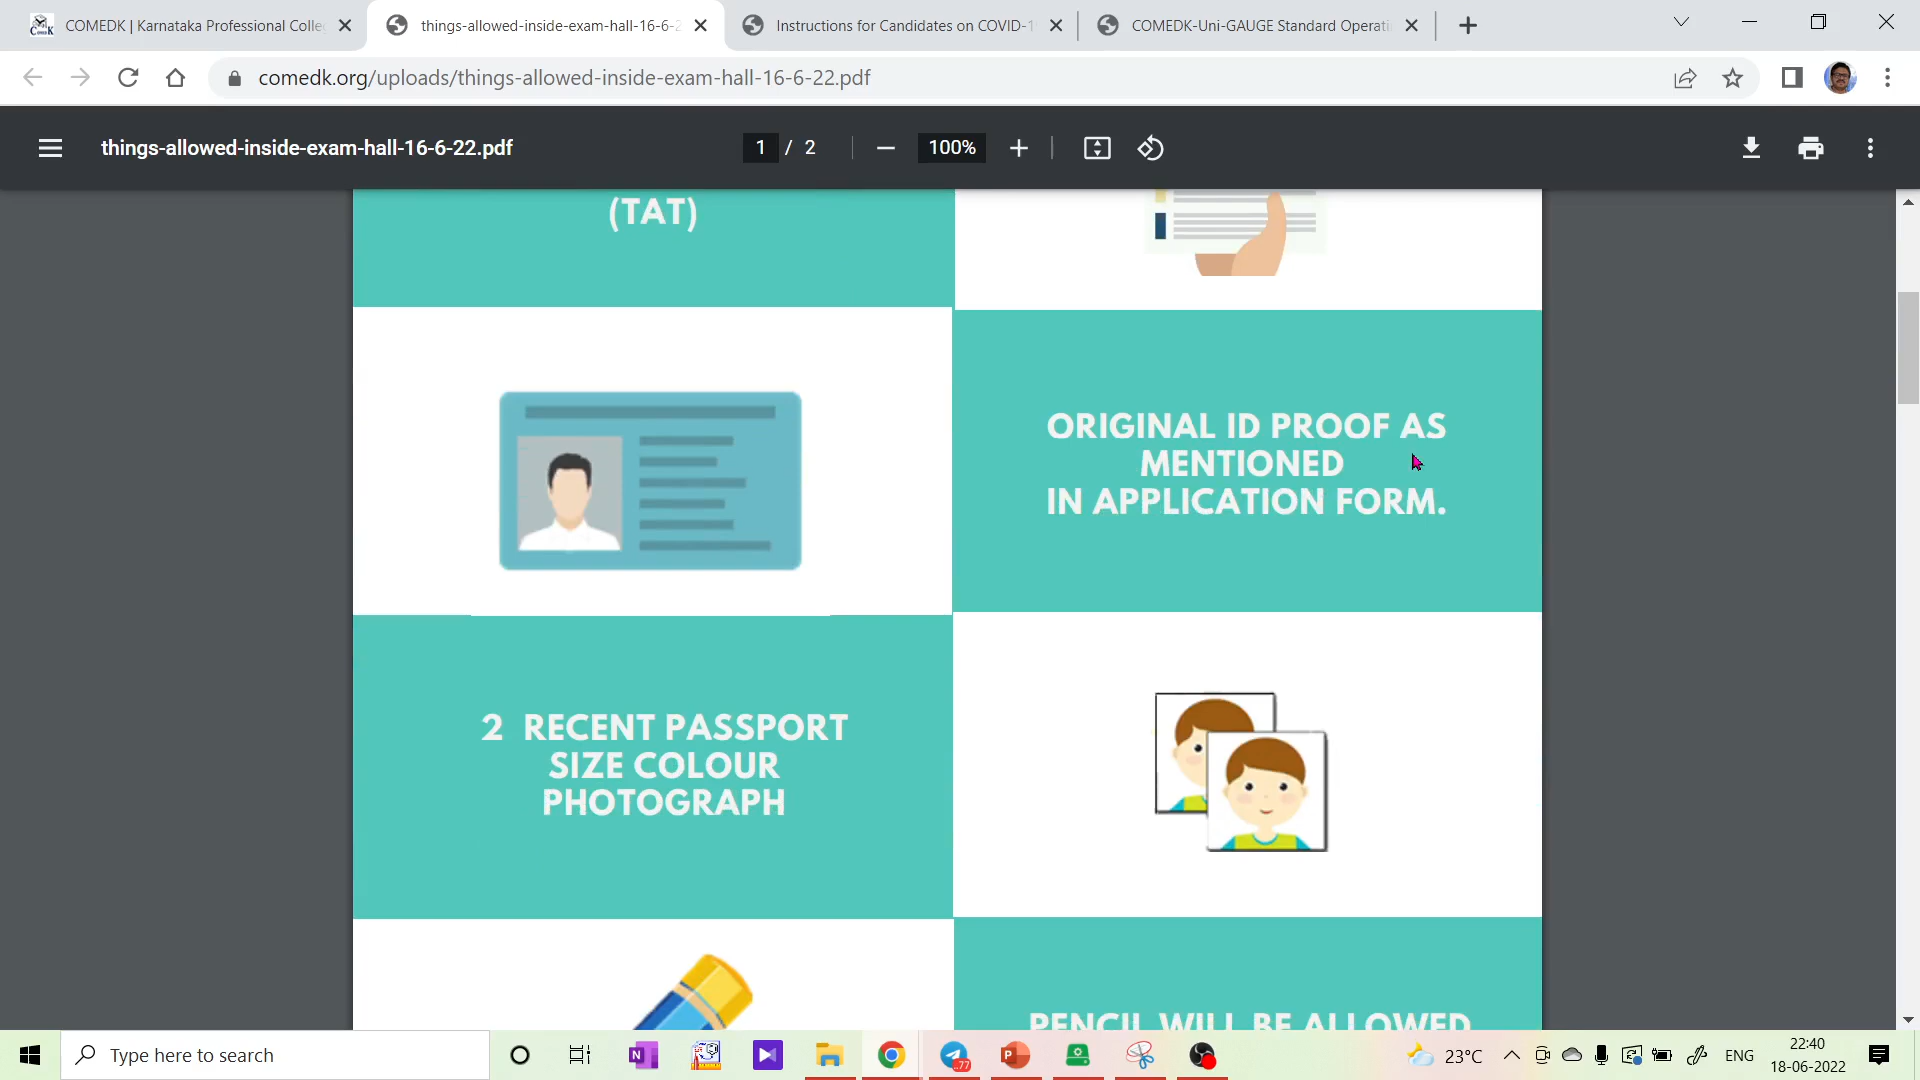 COMEDK | Karnataka Professional Colle
things-allowed-inside-exam-hall-16-6-2
Instructions for Candidates on COVID-1
COMEDK-Uni-GAUGE Standard Operati
comedk.org/uploads/things-allowed-inside-exam-hall-16-6-22.pdf
things-allowed-inside-exam-hall-16-6-22.pdf
1 / 2
100%
(TAT)
ORIGINAL ID PROOF AS
MENTIONED
IN APPLICATION FORM.
2 RECENT PASSPORT
SIZE COLOUR
PHOTOGRAPH
PENCIL WILL BE ALLOWED
Type here to search
77
23°C
ENG
22:40
18-06-2022